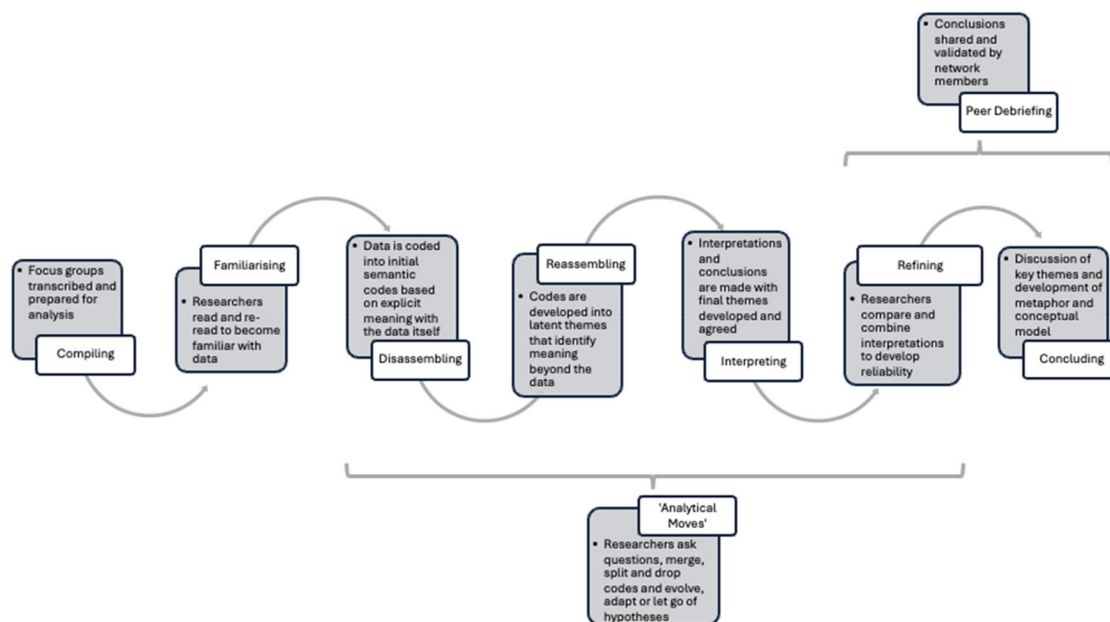 • Conclusions
shared and
validated by
network
members
Peer Debriefing
• Focus groups
transcribed and
prepared for
analysis
Compiling
Familiarising
• Researchers
read and re-
read to become
familiar with
data
• Data is coded
into initial
semantic
codes based
on explicit
meaning with
the data itself
Disassembling
Reassembling
• Codes are
developed into
latent themes
that identify
meaning
beyond the
data
• Interpretations
and
conclusions
are made with
final themes
developed and
agreed
Interpreting
Refining
• Researchers
compare and
combine
interpretations
to develop
reliability
• Discussion of
key themes and
development of
metaphor and
conceptual
model
Concluding
'Analytical
Moves'
• Researchers ask
questions, merge,
split and drop
codes and evolve,
adapt or let go of
hypotheses